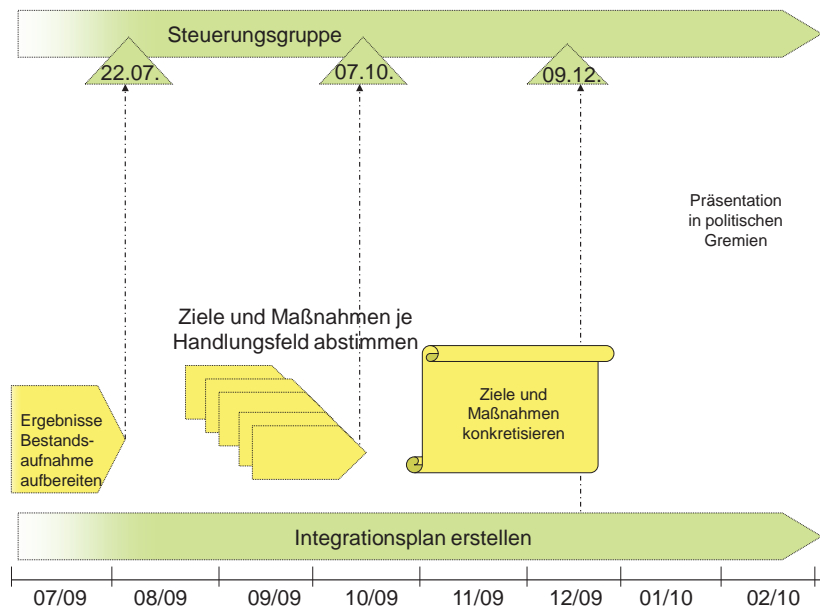 Steuerungsgruppe
22.07.
07.10.
09.12.
Präsentation
in politischen
Gremien
Ziele und Maßnahmen je
Handlungsfeld abstimmen
Ergebnisse
Bestands-
aufnahme
aufbereiten
Ziele und
Maßnahmen
konkretisieren
Integrationsplan erstellen
07/09 08/09 09/09 10/09 11/09 12/09 01/10 02/10